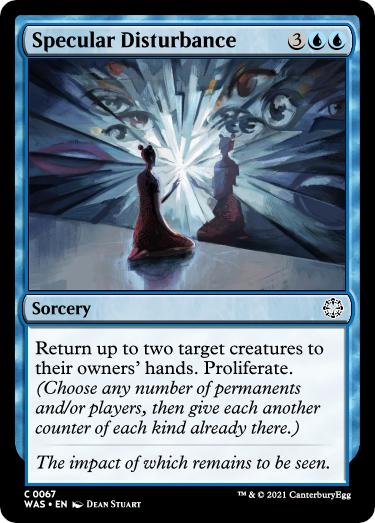 Specular Disturbance 3
Sorcery
Return up to two target creatures to
their owners’ hands. Proliferate.
(Choose any number of permanents
and/or players, then give each another
counter of each kind already there.)
The impact of which remains to be seen.
C 0067
WAS • EN Dean Stuart
™ & © 2021 CanterburyEgg